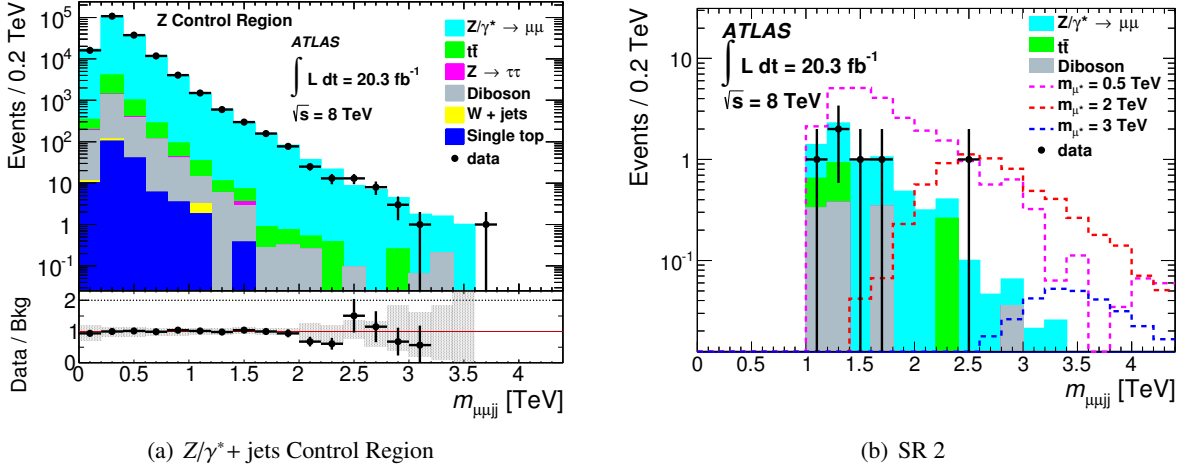 Z Control Region
ATLAS
∫ L dt = 20.3 fb⁻¹
√s = 8 TeV
Z/γ* → μμ
tt̄
Z → ττ
Diboson
W + jets
Single top
data
Events / 0.2 TeV
10⁵
10⁴
10³
10²
10
1
10⁻¹
Data / Bkg
2
1
0
0 0.5 1 1.5 2 2.5 3 3.5 4
m_μμjj [TeV]
(a) Z/γ*+ jets Control Region
ATLAS
∫ L dt = 20.3 fb⁻¹
√s = 8 TeV
Z/γ* → μμ
tt̄
Diboson
m_μ* = 0.5 TeV
m_μ* = 2 TeV
m_μ* = 3 TeV
data
Events / 0.2 TeV
10
1
10⁻¹
0 0.5 1 1.5 2 2.5 3 3.5 4
m_μμjj [TeV]
(b) SR 2